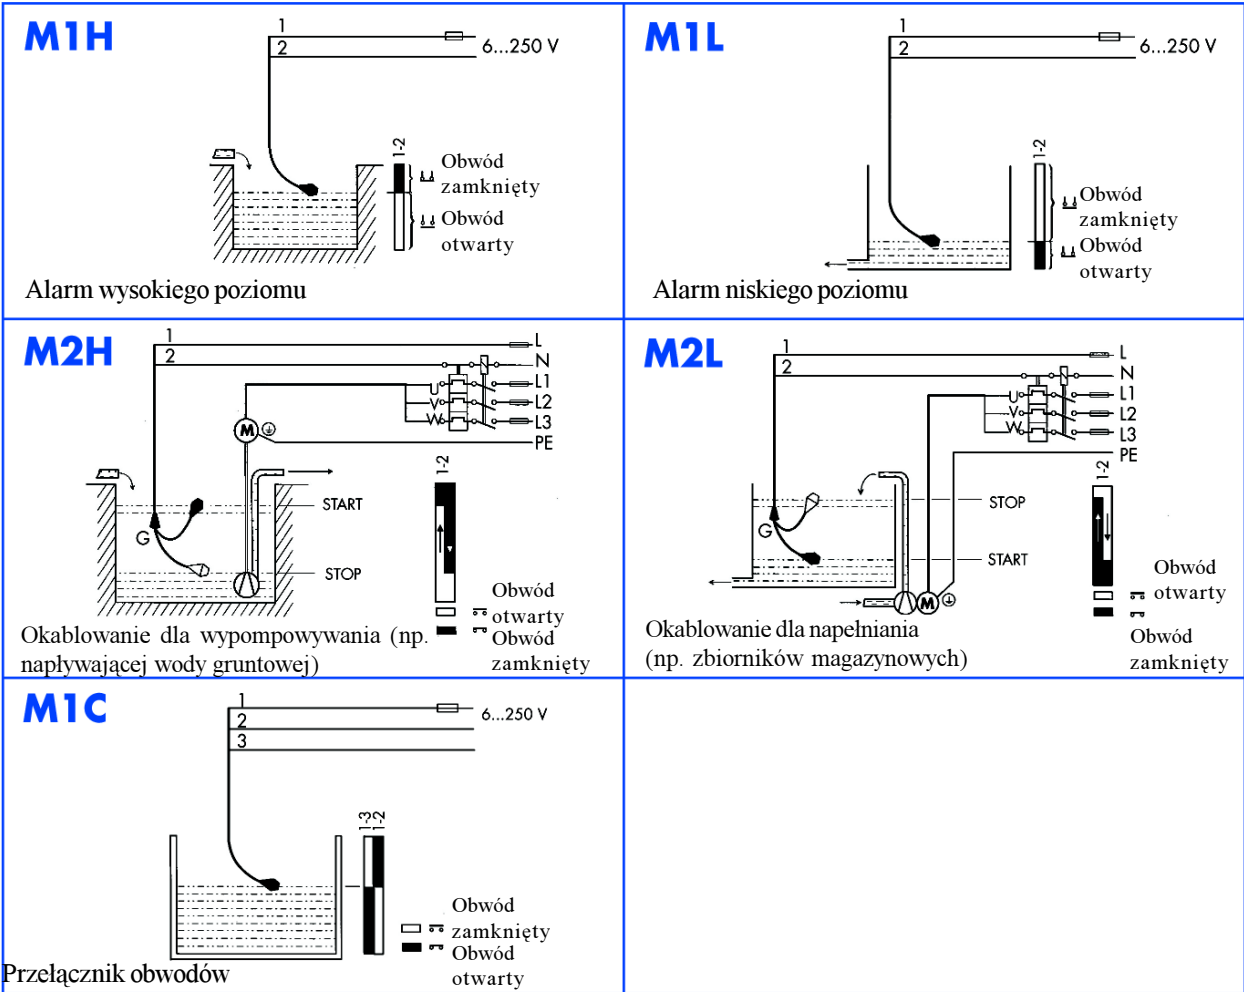 M1H
1
2
6...250 V
1-2
Obwód
zamknięty
Obwód
otwarty
Alarm wysokiego poziomu
M1L
1
2
6...250 V
1-2
Obwód
zamknięty
Obwód
otwarty
Alarm niskiego poziomu
M2H
1
2
L
N
U
L1
V
L2
W
L3
M
PE
1-2
START
G
STOP
Obwód
otwarty
Obwód
zamknięty
Okablowanie dla wypompowywania (np.
napływającej wody gruntowej)
M2L
1
2
L
N
U
L1
V
L2
W
L3
PE
1-2
STOP
G
START
M
Obwód
otwarty
Obwód
zamknięty
Okablowanie dla napełniania
(np. zbiorników magazynowych)
M1C
1
2
3
6...250 V
1-3
1-2
Obwód
zamknięty
Obwód
otwarty
Przełącznik obwodów